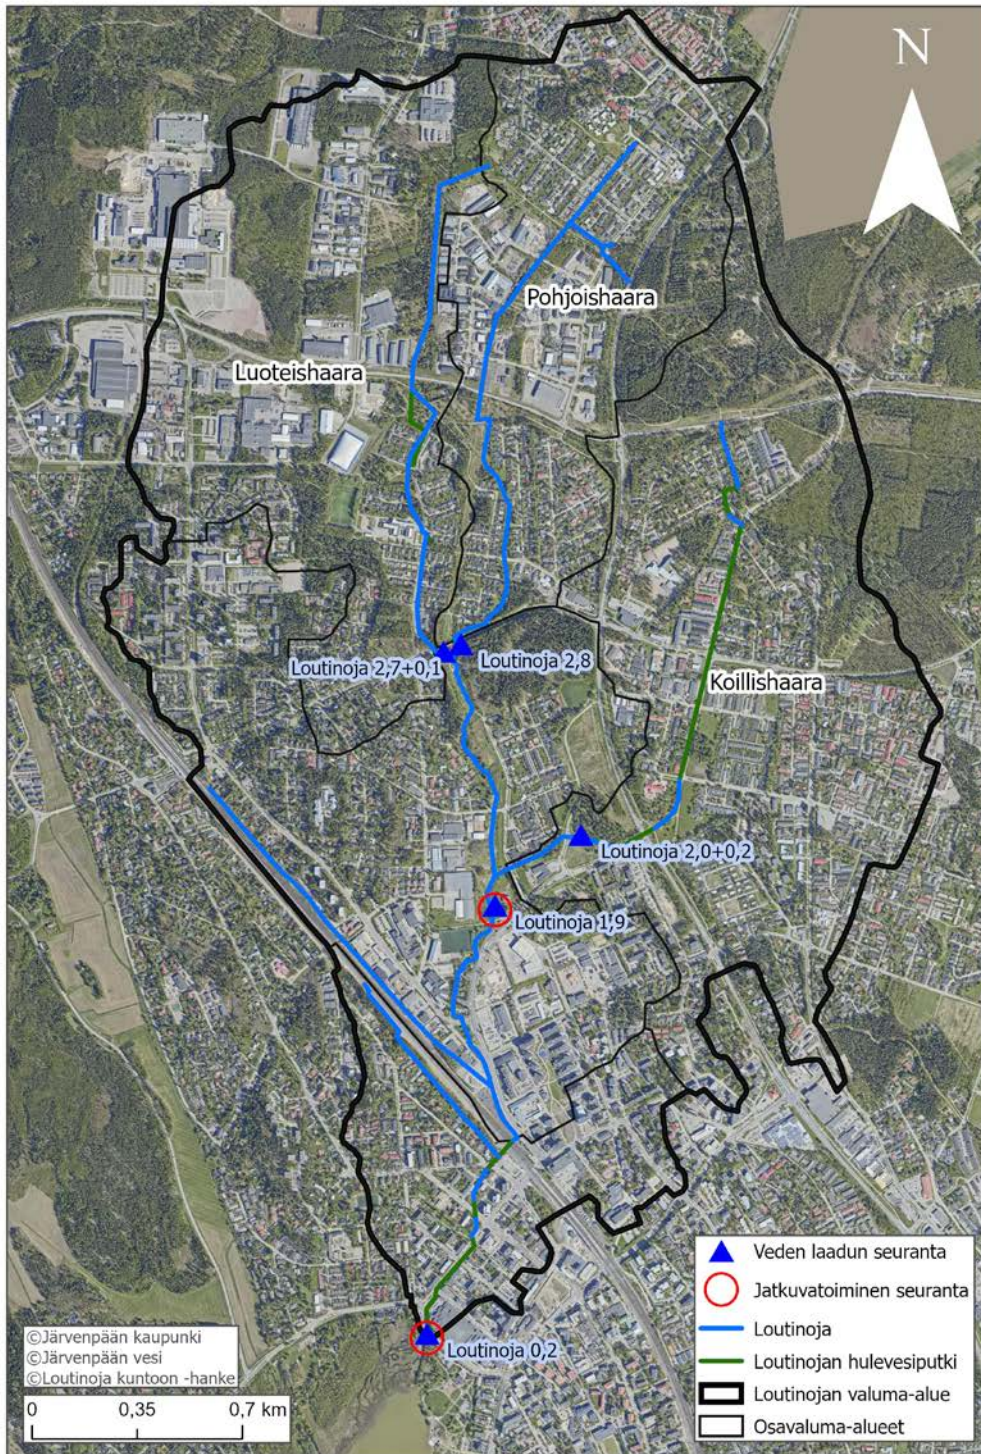 N
Pohjoishaara
Luoteishaara
Loutinoja 2,7+0,1
Loutinoja 2,8
Koillishaara
Loutinoja 2,0+0,2
Loutinoja 1,9
Loutinoja 0,2
Veden laadun seuranta
Jatkuvatoiminen seuranta
Loutinoja
Loutinojan hulevesiputki
Loutinojan valuma-alue
Osavaluma-alueet
©Järvenpään kaupunki
©Järvenpään vesi
©Loutinoja kuntoon -hanke
0 0,35 0,7 km